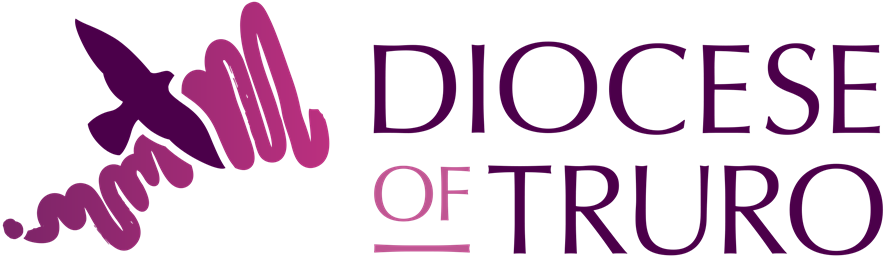 DIOCESE
OF TRURO